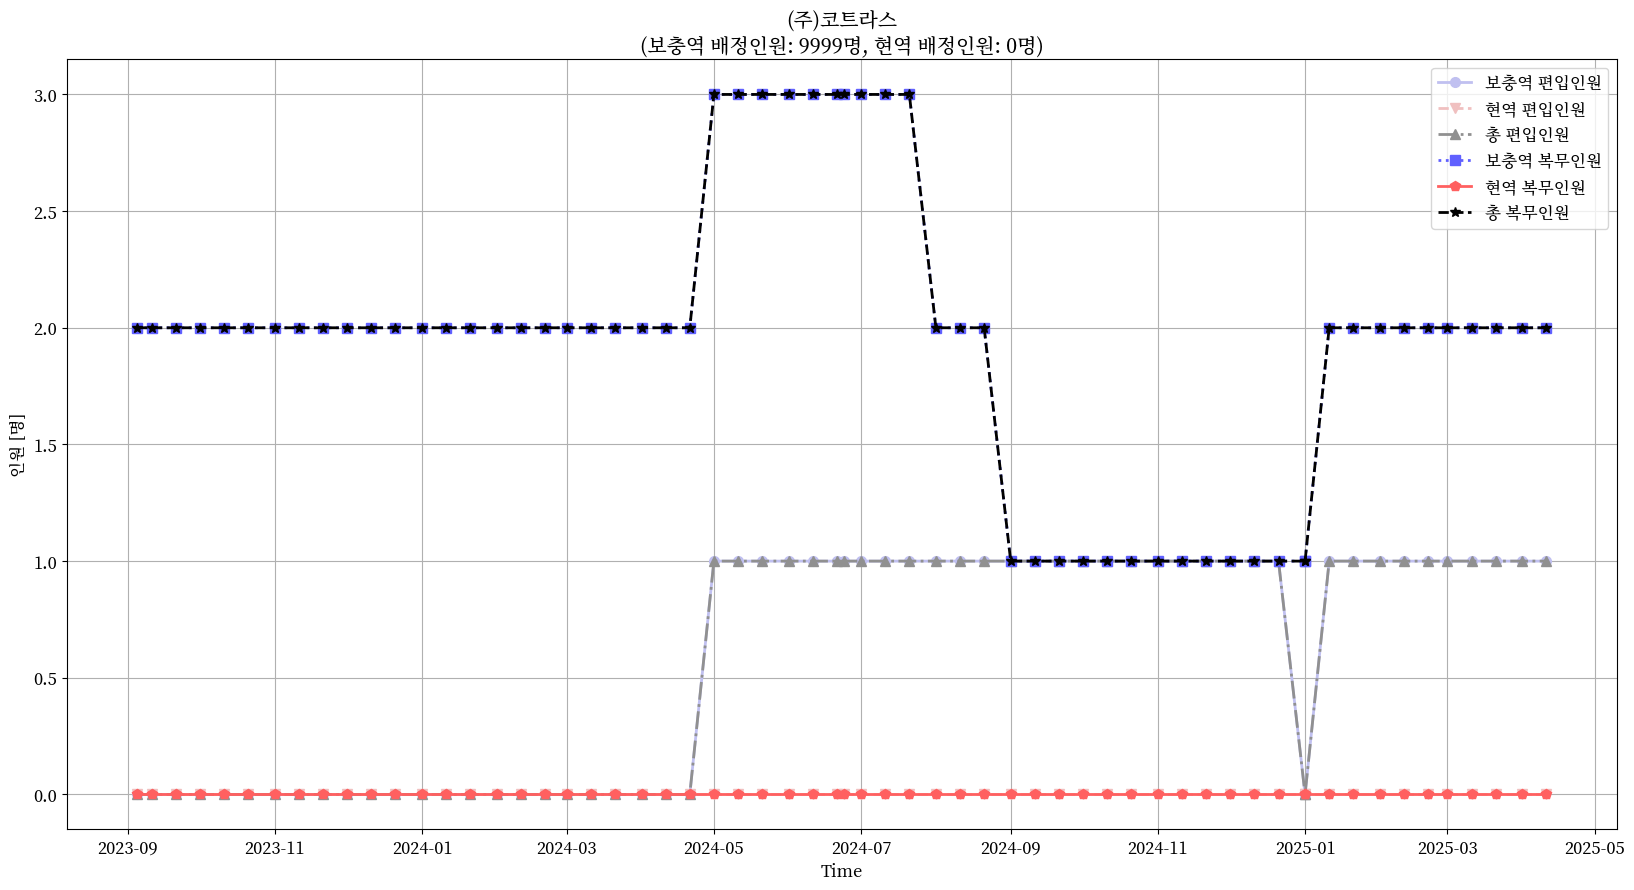 (주)코트라스
(보충역 배정인원: 9999명, 현역 배정인원: 0명)
보충역 편입인원
현역 편입인원
총 편입인원
보충역 복무인원
현역 복무인원
총 복무인원
인원 [명]
3.0
2.5
2.0
1.5
1.0
0.5
0.0
2023-09 2023-11 2024-01 2024-03 2024-05 2024-07 2024-09 2024-11 2025-01 2025-03 2025-05
Time